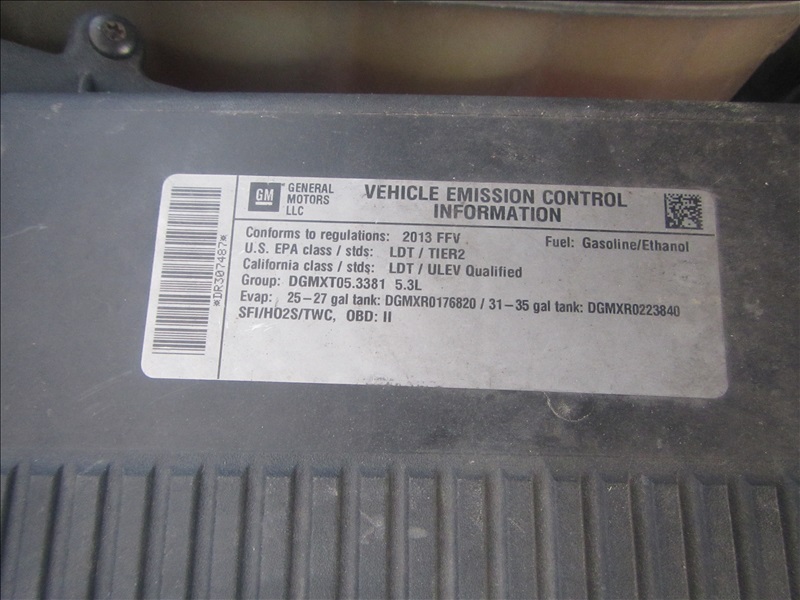 GM GENERAL MOTORS LLC
VEHICLE EMISSION CONTROL INFORMATION
Conforms to regulations: 2013 FFV Fuel: Gasoline/Ethanol
U.S. EPA class / stds: LDT / TIER2
California class / stds: LDT / ULEV Qualified
Group: DGMXT05.3381 5.3L
Evap: 25-27 gal tank: DGMXR0176820 / 31-35 gal tank: DGMXR0223840
SFI/HO2S/TWC, OBD: II
*DR307487*